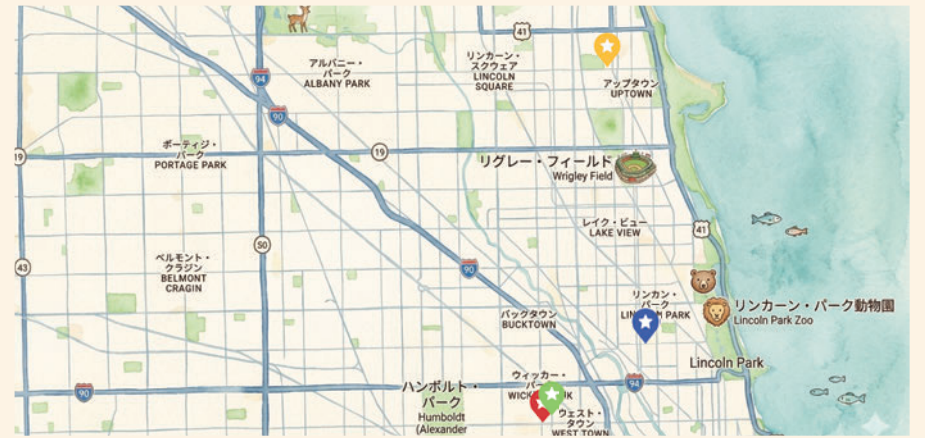 41
アルバニー・
パーク
ALBANY PARK
リンカーン・
スクウェア
LINCOLN
SQUARE
アップタウン
UPTOWN
94
90
19
ポーティジ・
パーク
PORTAGE PARK
19
リグレー・フィールド
Wrigley Field
レイク・ビュー
LAKE VIEW
41
50
43
ベルモント・
クラジン
BELMONT
CRAGIN
90
リンカン・
パーク
PARK
リンカーン・パーク動物園
Lincoln Park Zoo
バックタウン
BUCKTOWN
Lincoln Park
90
94
ハンボルト・
パーク
Humboldt
(Alexander
ウィッカー・
ウェスト・
タウン
WEST TOWN